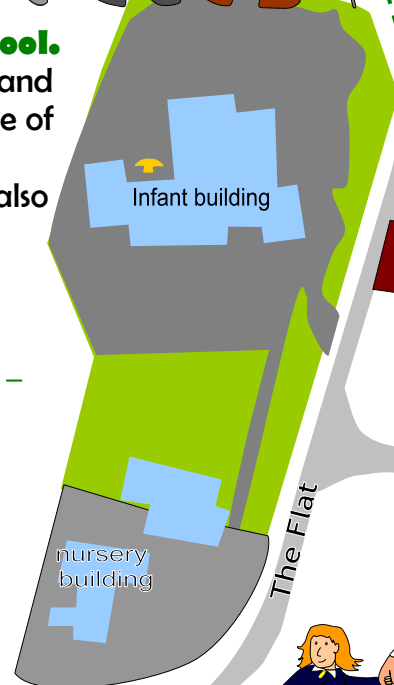 ool.
and
e of
also
Infant building
–
nursery
building
The Flat